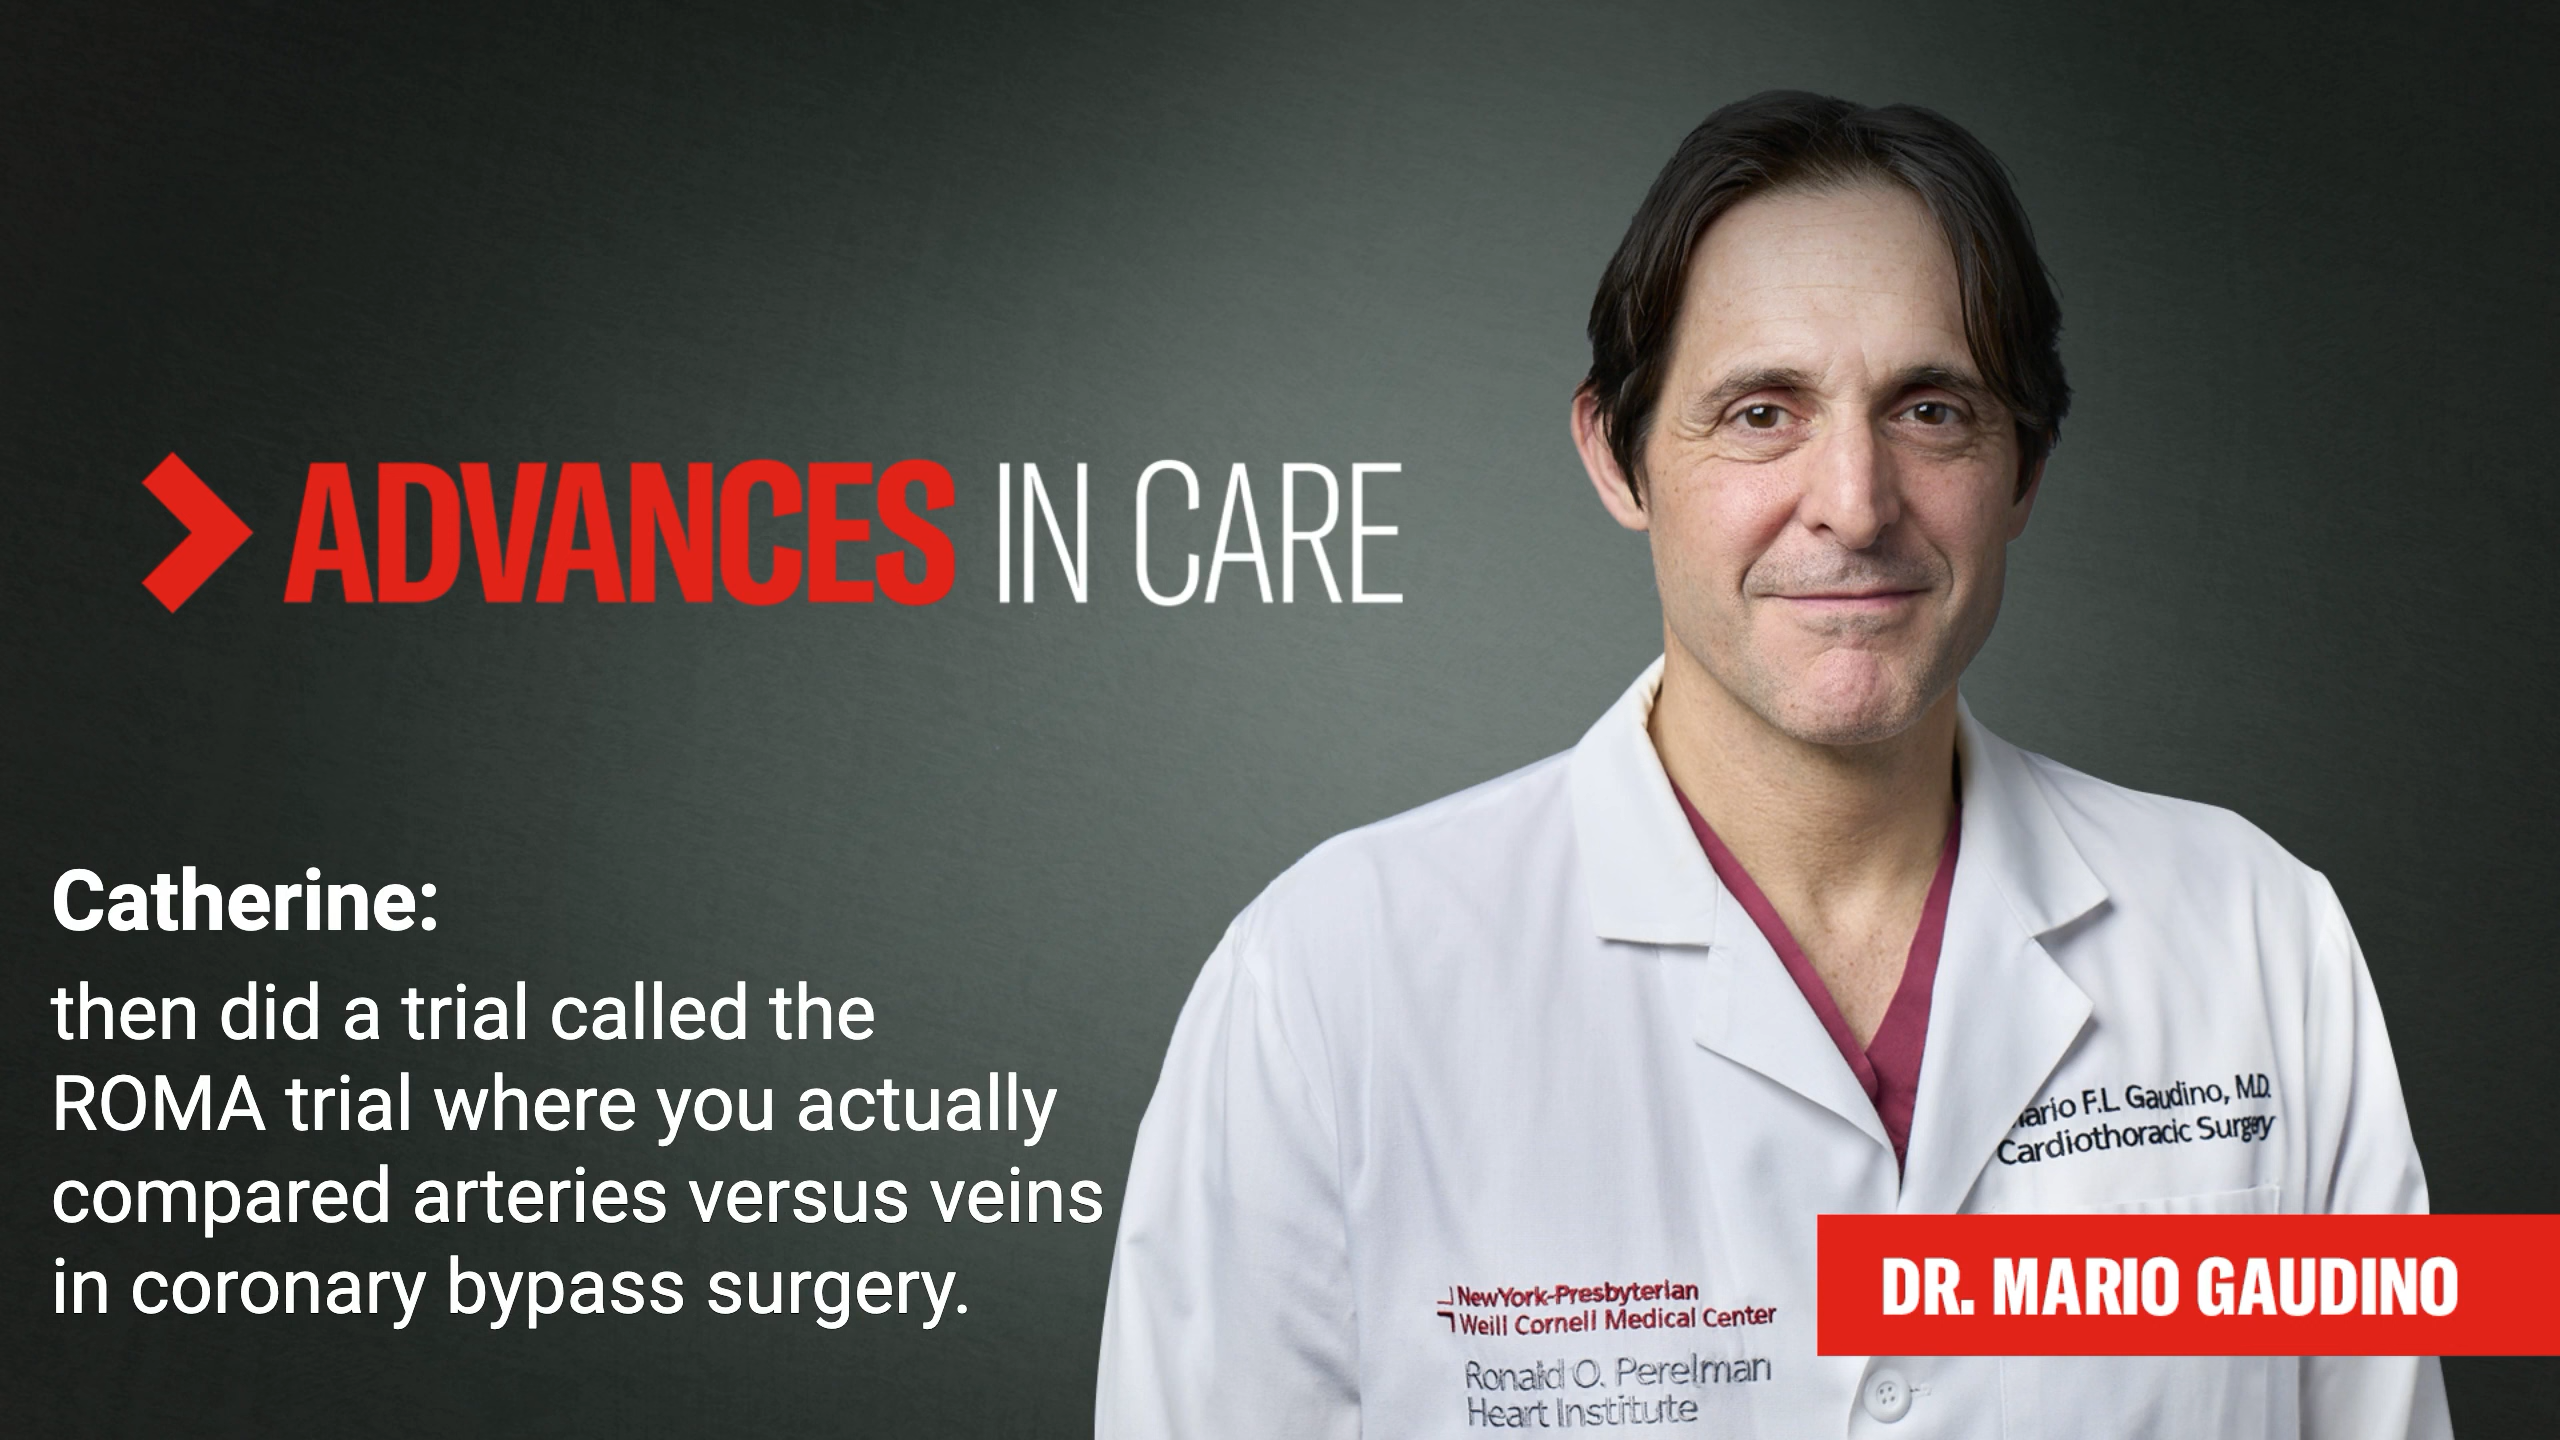 ADVANCES IN CARE
Catherine:
then did a trial called the
ROMA trial where you actually
compared arteries versus veins
in coronary bypass surgery.
F.L. Gaudino, M.D.
Cardiothoracic Surgery
NewYork-Presbyterian
Weill Cornell Medical Center
Ronald O. Perelman
Heart Institute
DR. MARIO GAUDINO